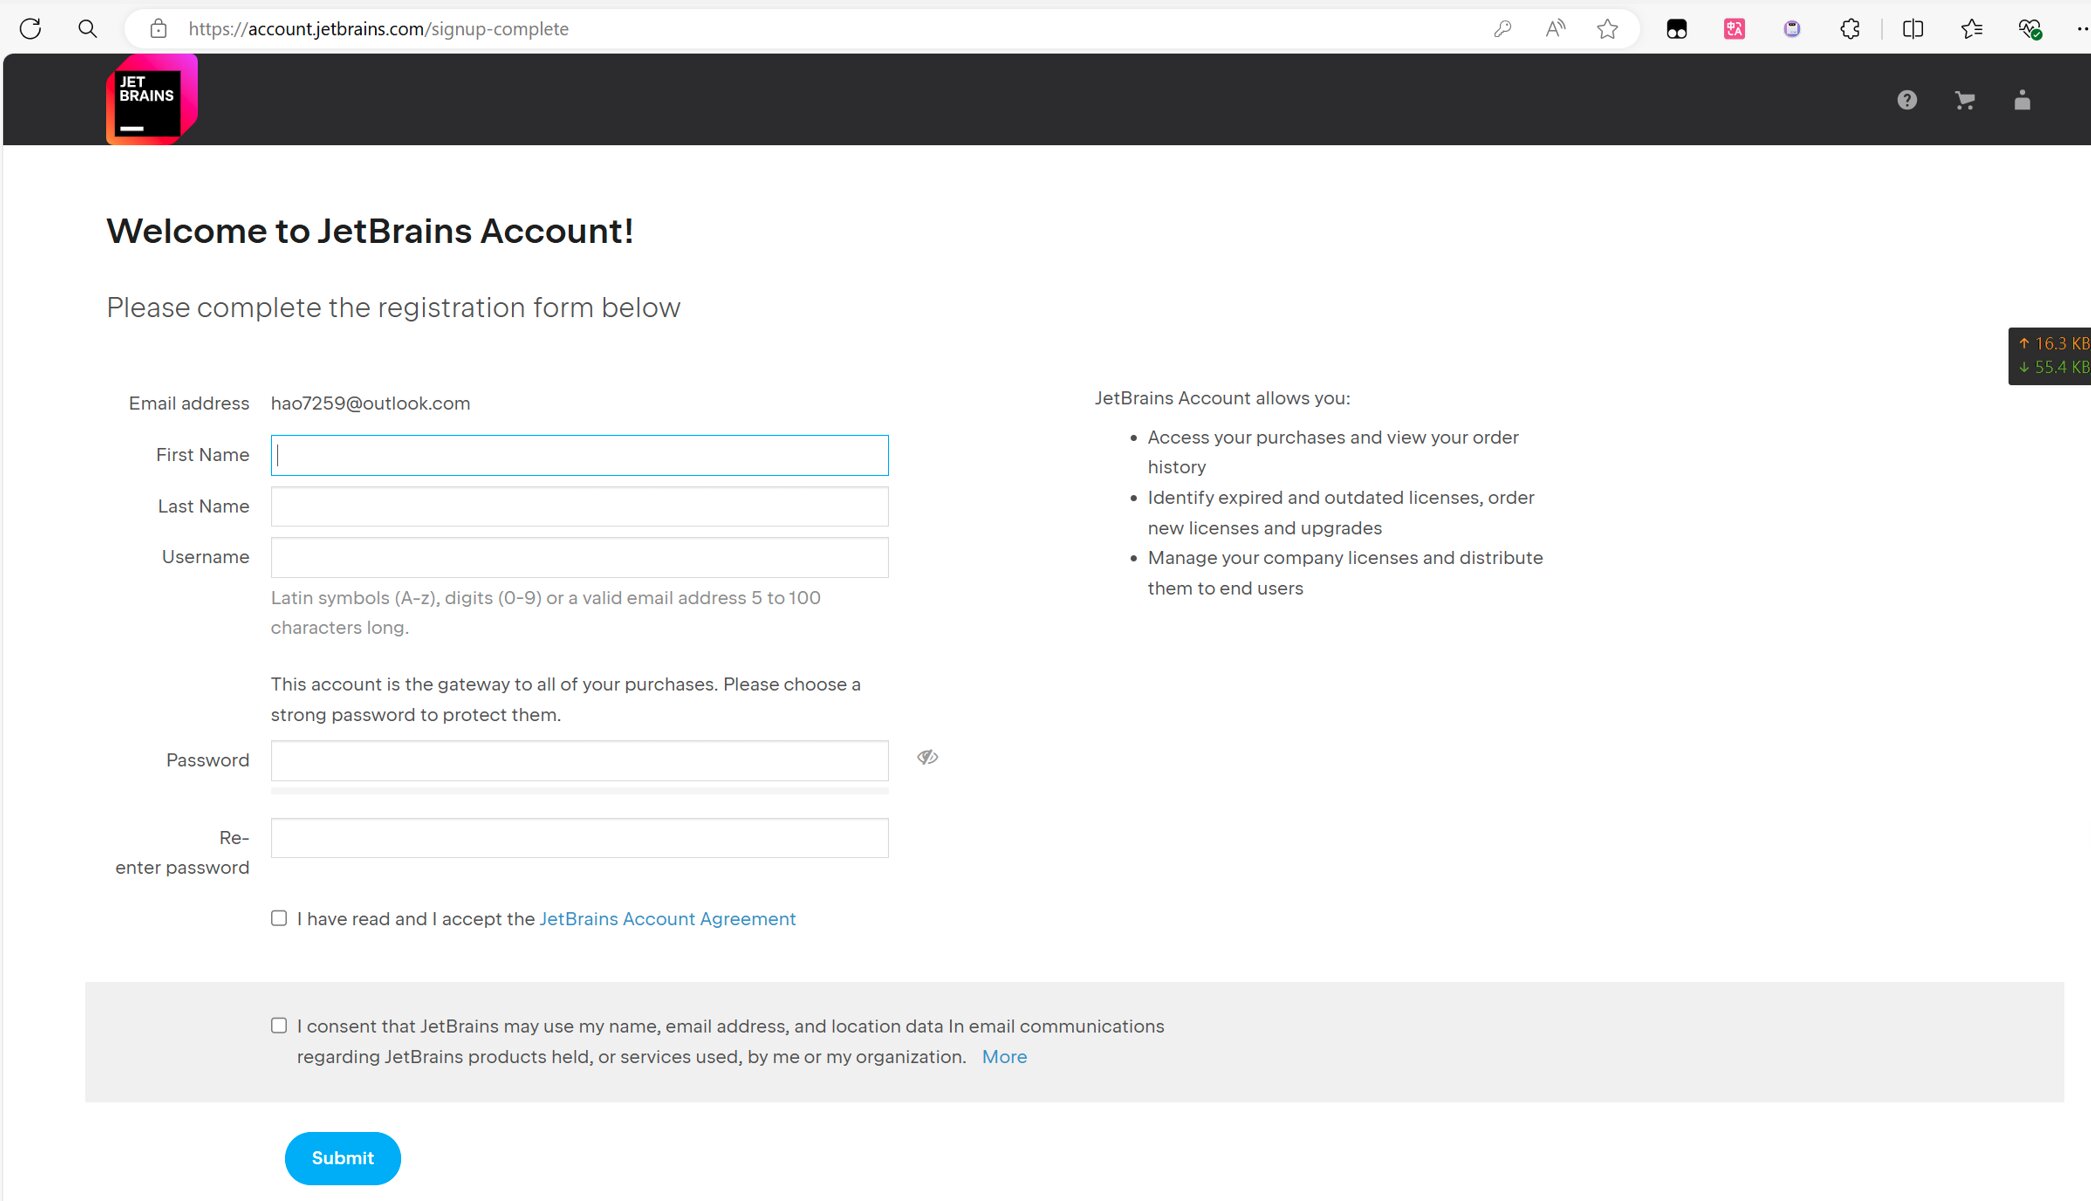 https://account.jetbrains.com/signup-complete
JET
BRAINS
Welcome to JetBrains Account!
Please complete the registration form below
↑ 16.3 KB
↓ 55.4 KB
Email address hao7259@outlook.com
First Name
Last Name
Username
Latin symbols (A-z), digits (0-9) or a valid email address 5 to 100
characters long.
This account is the gateway to all of your purchases. Please choose a
strong password to protect them.
Password
Re-
enter password
I have read and I accept the JetBrains Account Agreement
JetBrains Account allows you:
• Access your purchases and view your order
history
• Identify expired and outdated licenses, order
new licenses and upgrades
• Manage your company licenses and distribute
them to end users
I consent that JetBrains may use my name, email address, and location data In email communications
regarding JetBrains products held, or services used, by me or my organization. More
Submit